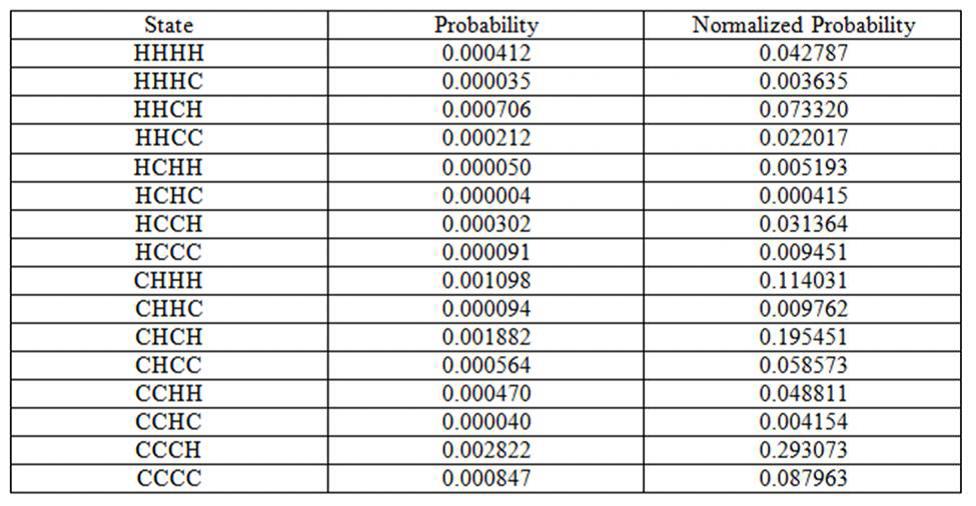 State Probability Normalized Probability
HHHH 0.000412 0.042787
HHHC 0.000035 0.003635
HHCH 0.000706 0.073320
HHCC 0.000212 0.022017
HCHH 0.000050 0.005193
HCHC 0.000004 0.000415
HCCH 0.000302 0.031364
HCCC 0.000091 0.009451
CHHH 0.001098 0.114031
CHHC 0.000094 0.009762
CHCH 0.001882 0.195451
CHCC 0.000564 0.058573
CCHH 0.000470 0.048811
CCHC 0.000040 0.004154
CCCH 0.002822 0.293073
CCCC 0.000847 0.087963